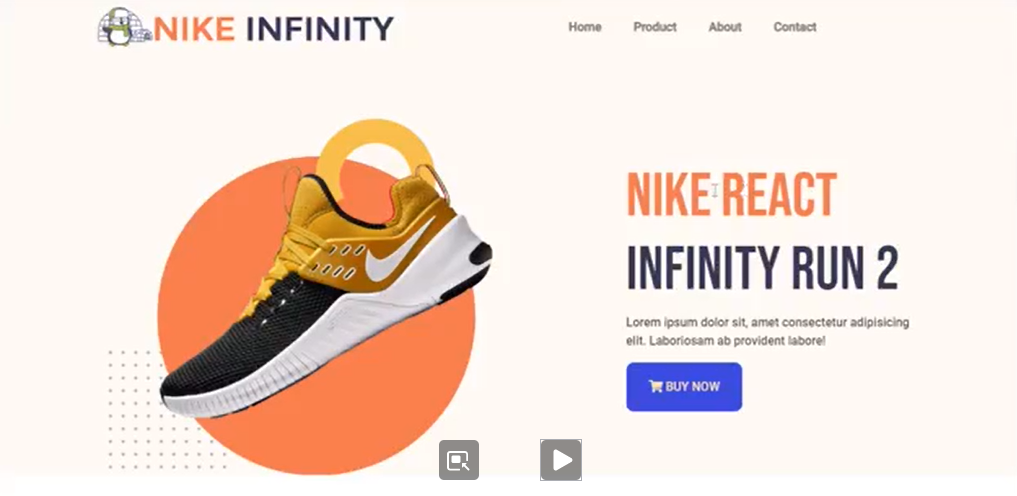 NIKE INFINITY
Home Product About Contact
NIKE REACT
INFINITY RUN 2
Lorem ipsum dolor sit, amet consectetur adipisicing
elit. Laboriosam ab provident labore!
BUY NOW